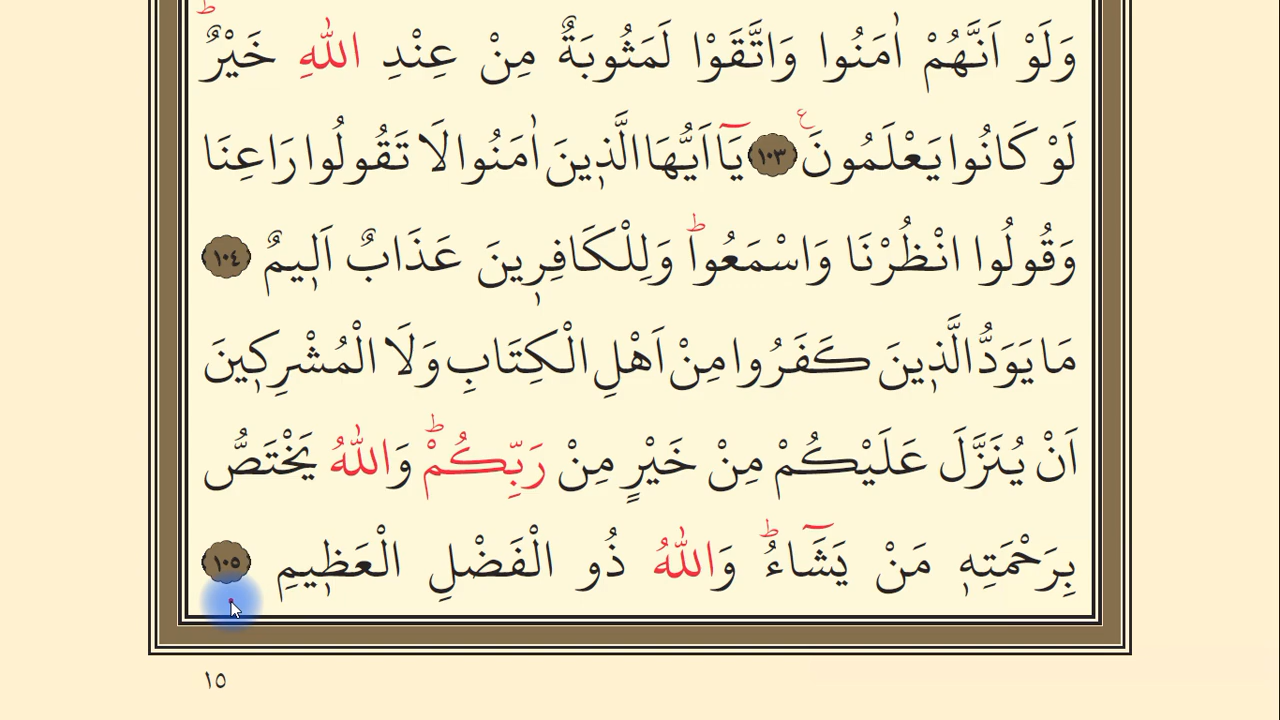 وَلَوْ اَنَّهُمْ اٰمَنُوا وَاتَّقَوْا لَمَثُوبَةٌ مِنْ عِنْدِ اللّٰهِ خَيْرٌۜ
لَوْ كَانُوا يَعْلَمُونَࣖ ﴿١٠٣﴾ يَٓا اَيُّهَا الَّذ۪ينَ اٰمَنُوا لَا تَقُولُوا رَاعِنَا
وَقُولُوا انْظُرْنَا وَاسْمَعُواۜ وَلِلْكَافِر۪ينَ عَذَابٌ اَل۪يمٌ ﴿١٠٤﴾
مَا يَوَدُّ الَّذ۪ينَ كَفَرُوا مِنْ اَهْلِ الْكِتَابِ وَلَا الْمُشْرِك۪ينَ
اَنْ يُنَزَّلَ عَلَيْكُمْ مِنْ خَيْرٍ مِنْ رَبِّكُمْۜ وَاللّٰهُ يَخْتَصُّ
بِرَحْمَتِه۪ مَنْ يَشَٓاءُۜ وَاللّٰهُ ذُو الْفَضْلِ الْعَظ۪يمِ ﴿١٠٥﴾
١٥